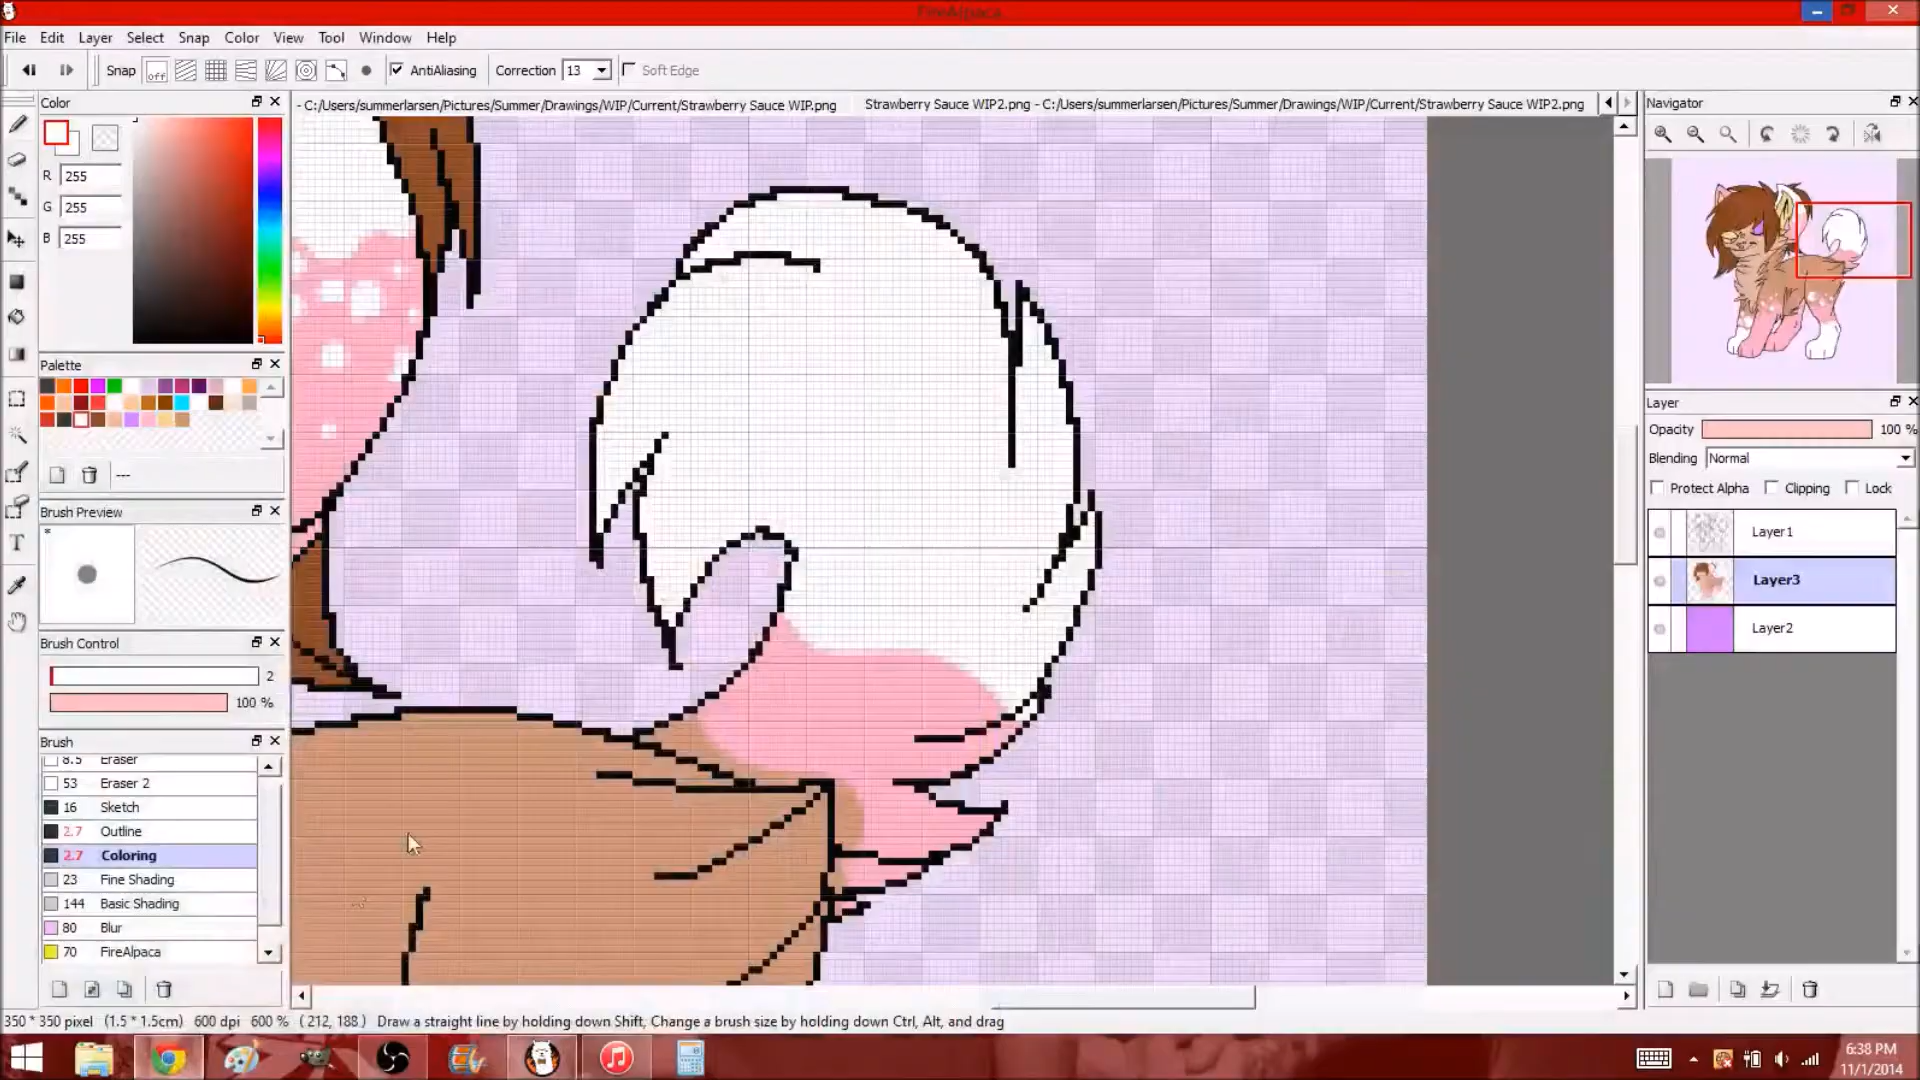 FireAlpaca
File Edit Layer Select Snap Color View Tool Window Help
Snap off AntiAliasing Correction 13 Soft Edge
Color
- C:/Users/summerlarsen/Pictures/Summer/Drawings/WIP/Current/Strawberry Sauce WIP.png
Strawberry Sauce WIP2.png - C:/Users/summerlarsen/Pictures/Summer/Drawings/WIP/Current/Strawberry Sauce WIP2.png
Navigator
R 255
G 255
B 255
Palette
---
Brush Preview
*
Brush Control
2
100 %
Brush
8.5 Eraser
53 Eraser 2
16 Sketch
2.7 Outline
2.7 Coloring
23 Fine Shading
144 Basic Shading
80 Blur
70 FireAlpaca
Layer
Opacity 100 %
Blending Normal
Protect Alpha Clipping Lock
Layer1
Layer3
Layer2
350 * 350 pixel (1.5 * 1.5cm) 600 dpi 600 % ( 212, 188 ) Draw a straight line by holding down Shift, Change a brush size by holding down Ctrl, Alt, and drag
6:38 PM
11/1/2014